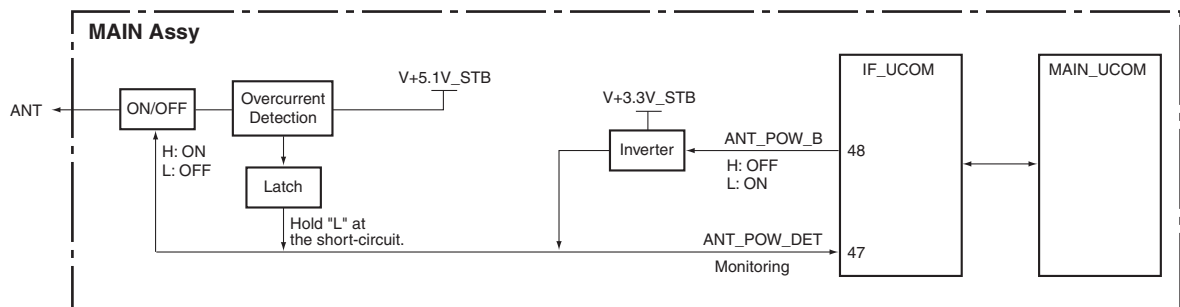 MAIN Assy
IF_UCOM
MAIN_UCOM
V+5.1V_STB
V+3.3V_STB
ANT
ON/OFF
Overcurrent
Detection
H: ON
L: OFF
Latch
Inverter
ANT_POW_B
48
H: OFF
L: ON
Hold "L" at
the short-circuit.
ANT_POW_DET
47
Monitoring